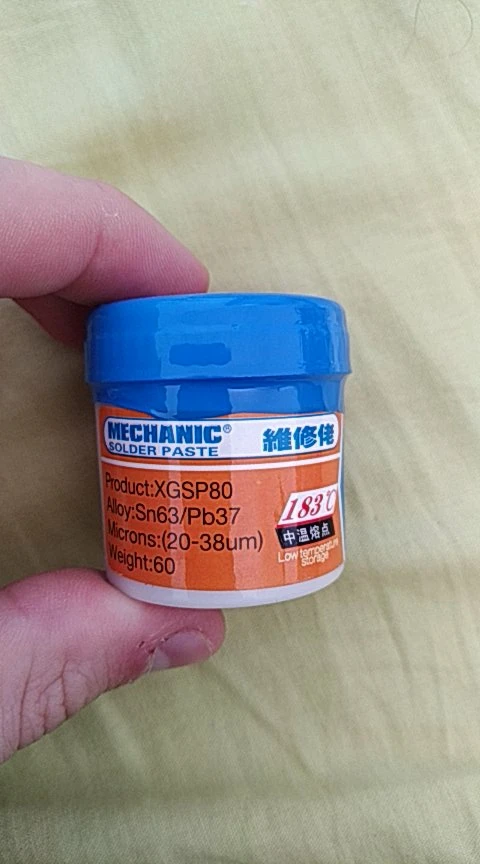 MECHANIC®
SOLDER PASTE
維修佬
Product:XGSP80
Alloy:Sn63/Pb37
Microns:(20-38um)
Weight:60
183℃
中温熔点
Low temperature
storage